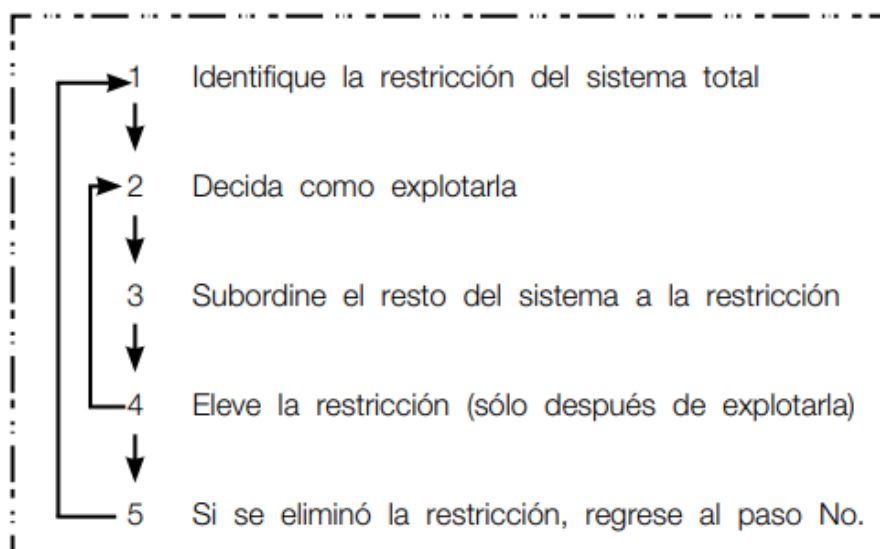 1 Identifique la restricción del sistema total
2 Decida como explotarla
3 Subordine el resto del sistema a la restricción
4 Eleve la restricción (sólo después de explotarla)
5 Si se eliminó la restricción, regrese al paso No.